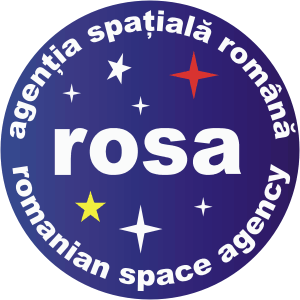 agenția spațială română
rosa
romanian space agency